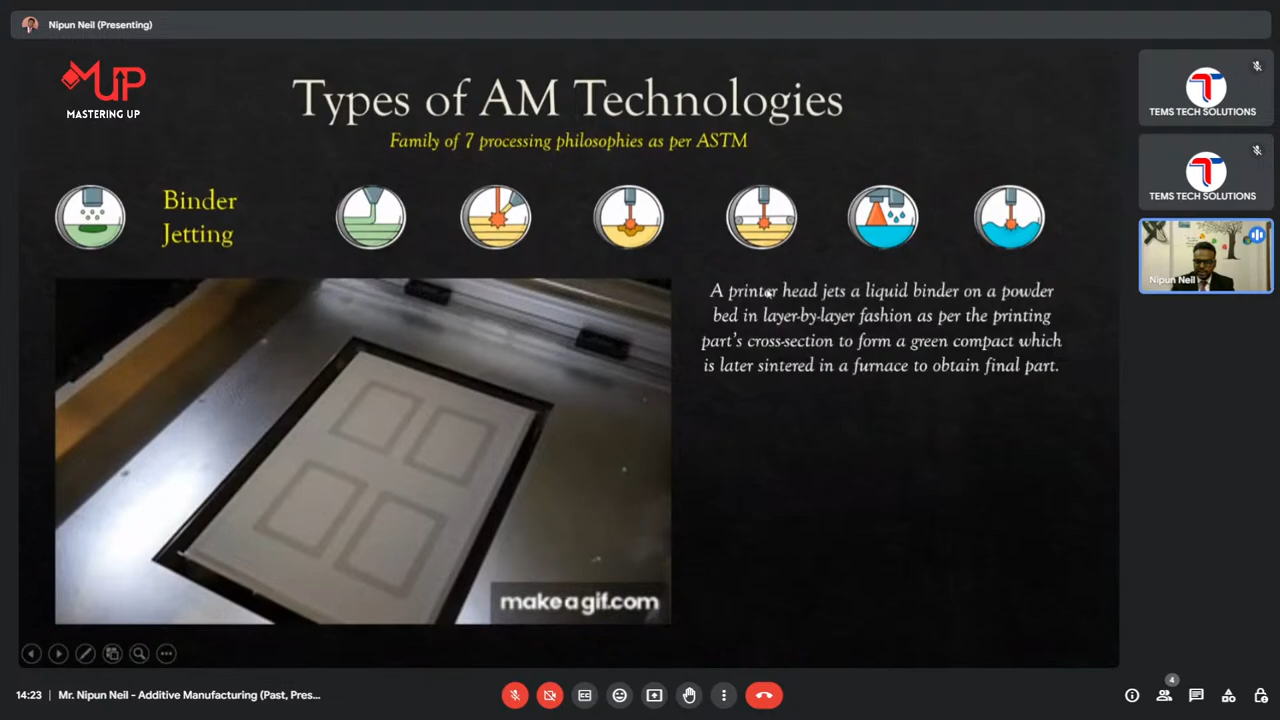 Nipun Neil (Presenting)
MUP
MASTERING UP
Types of AM Technologies
Family of 7 processing philosophies as per ASTM
Binder
Jetting
A printer head jets a liquid binder on a powder
bed in layer-by-layer fashion as per the printing
part's cross-section to form a green compact which
is later sintered in a furnace to obtain final part.
makeagif.com
TEMS TECH SOLUTIONS
TEMS TECH SOLUTIONS
Nipun Neil
14:23 | Mr. Nipun Neil - Additive Manufacturing (Past, Pres...
4